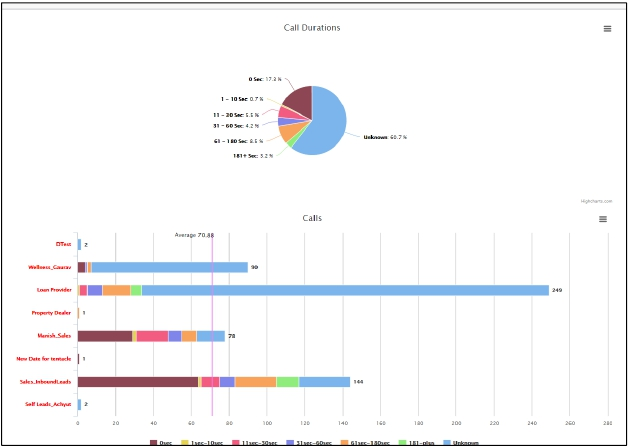 Call Durations
0 Sec: 17.3 %
1 - 10 Sec: 0.7 %
11 - 30 Sec: 5.5 %
31 - 60 Sec: 4.2 %
61 - 180 Sec: 8.5 %
181+ Sec: 3.2 %
Unknown: 60.7 %
Highcharts.com
Calls
Average 70.88
DTest 2
Wellness_Gaurav 90
Loan Provider 249
Property Dealer 1
Manish_Sales 78
New Date for tentacle 1
Sales_InboundLeads 144
Self Leads_Achyut 2
0 20 40 60 80 100 120 140 160 180 200 220 240 260 280
0sec 1sec-10sec 11sec-30sec 31sec-60sec 61sec-180sec 181-plus Unknown